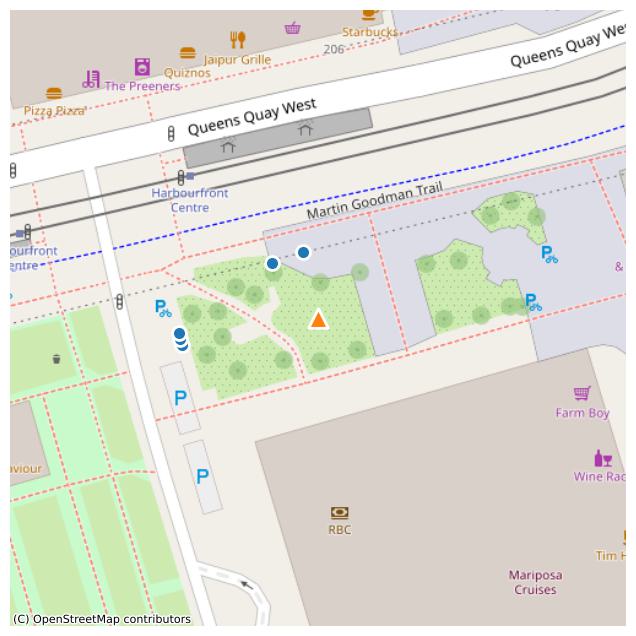 Starbucks
206
Queens Quay Wes
Jaipur Grille
Quiznos
The Preeners
Pizza Pizza
Queens Quay West
Harbourfront
Centre
Martin Goodman Trail
ourfront
entre
P
P
P
P
&
P
Farm Boy
aviour
Wine Rac
RBC
Tim H
Mariposa
Cruises
(C) OpenStreetMap contributors